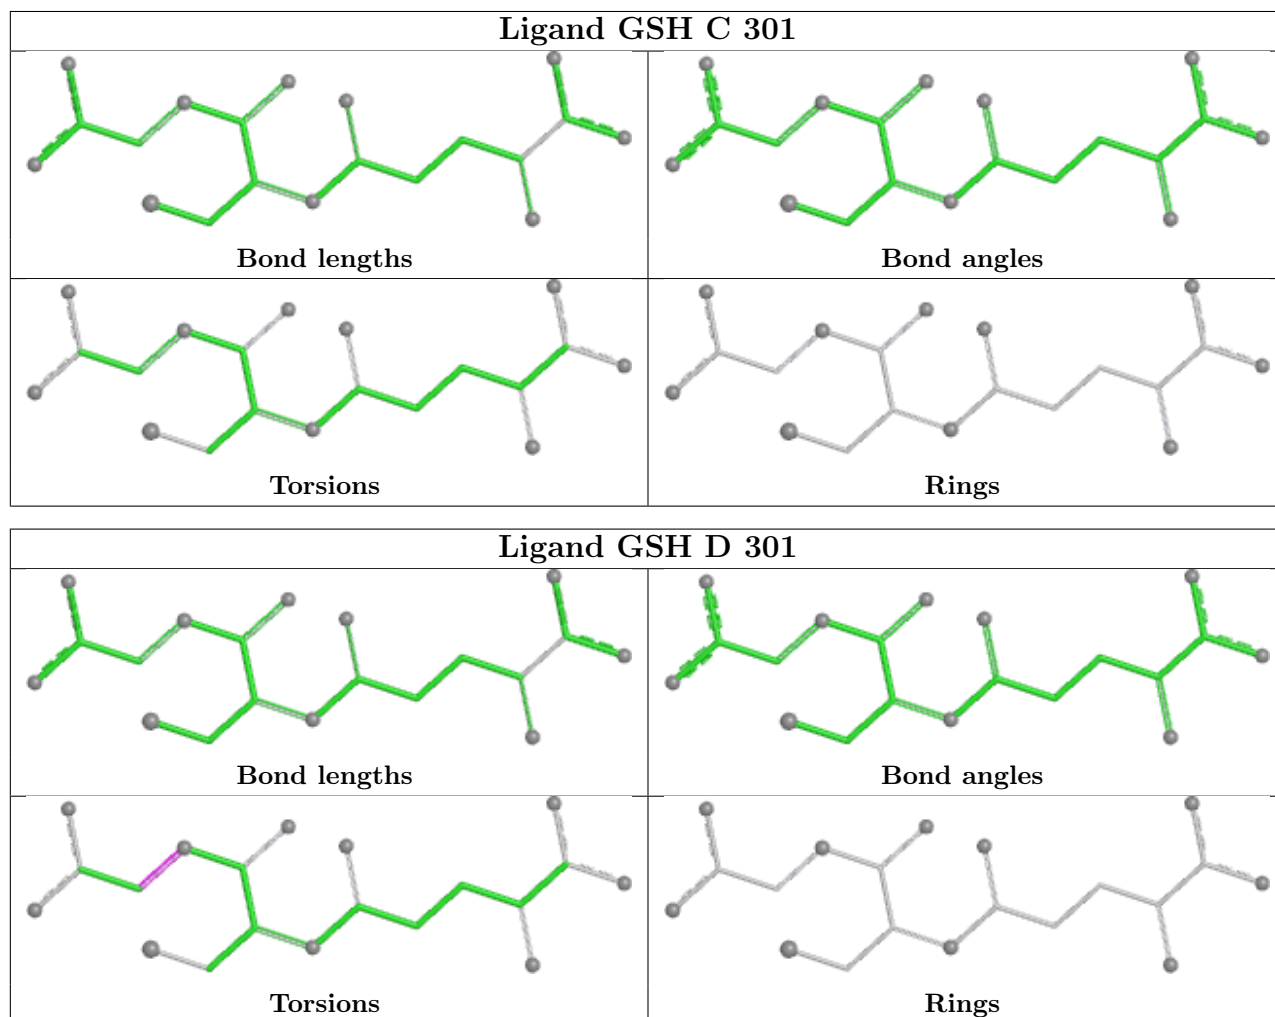 Ligand GSH C 301
Bond lengths
Bond angles
Torsions
Rings
Ligand GSH D 301
Bond lengths
Bond angles
Torsions
Rings